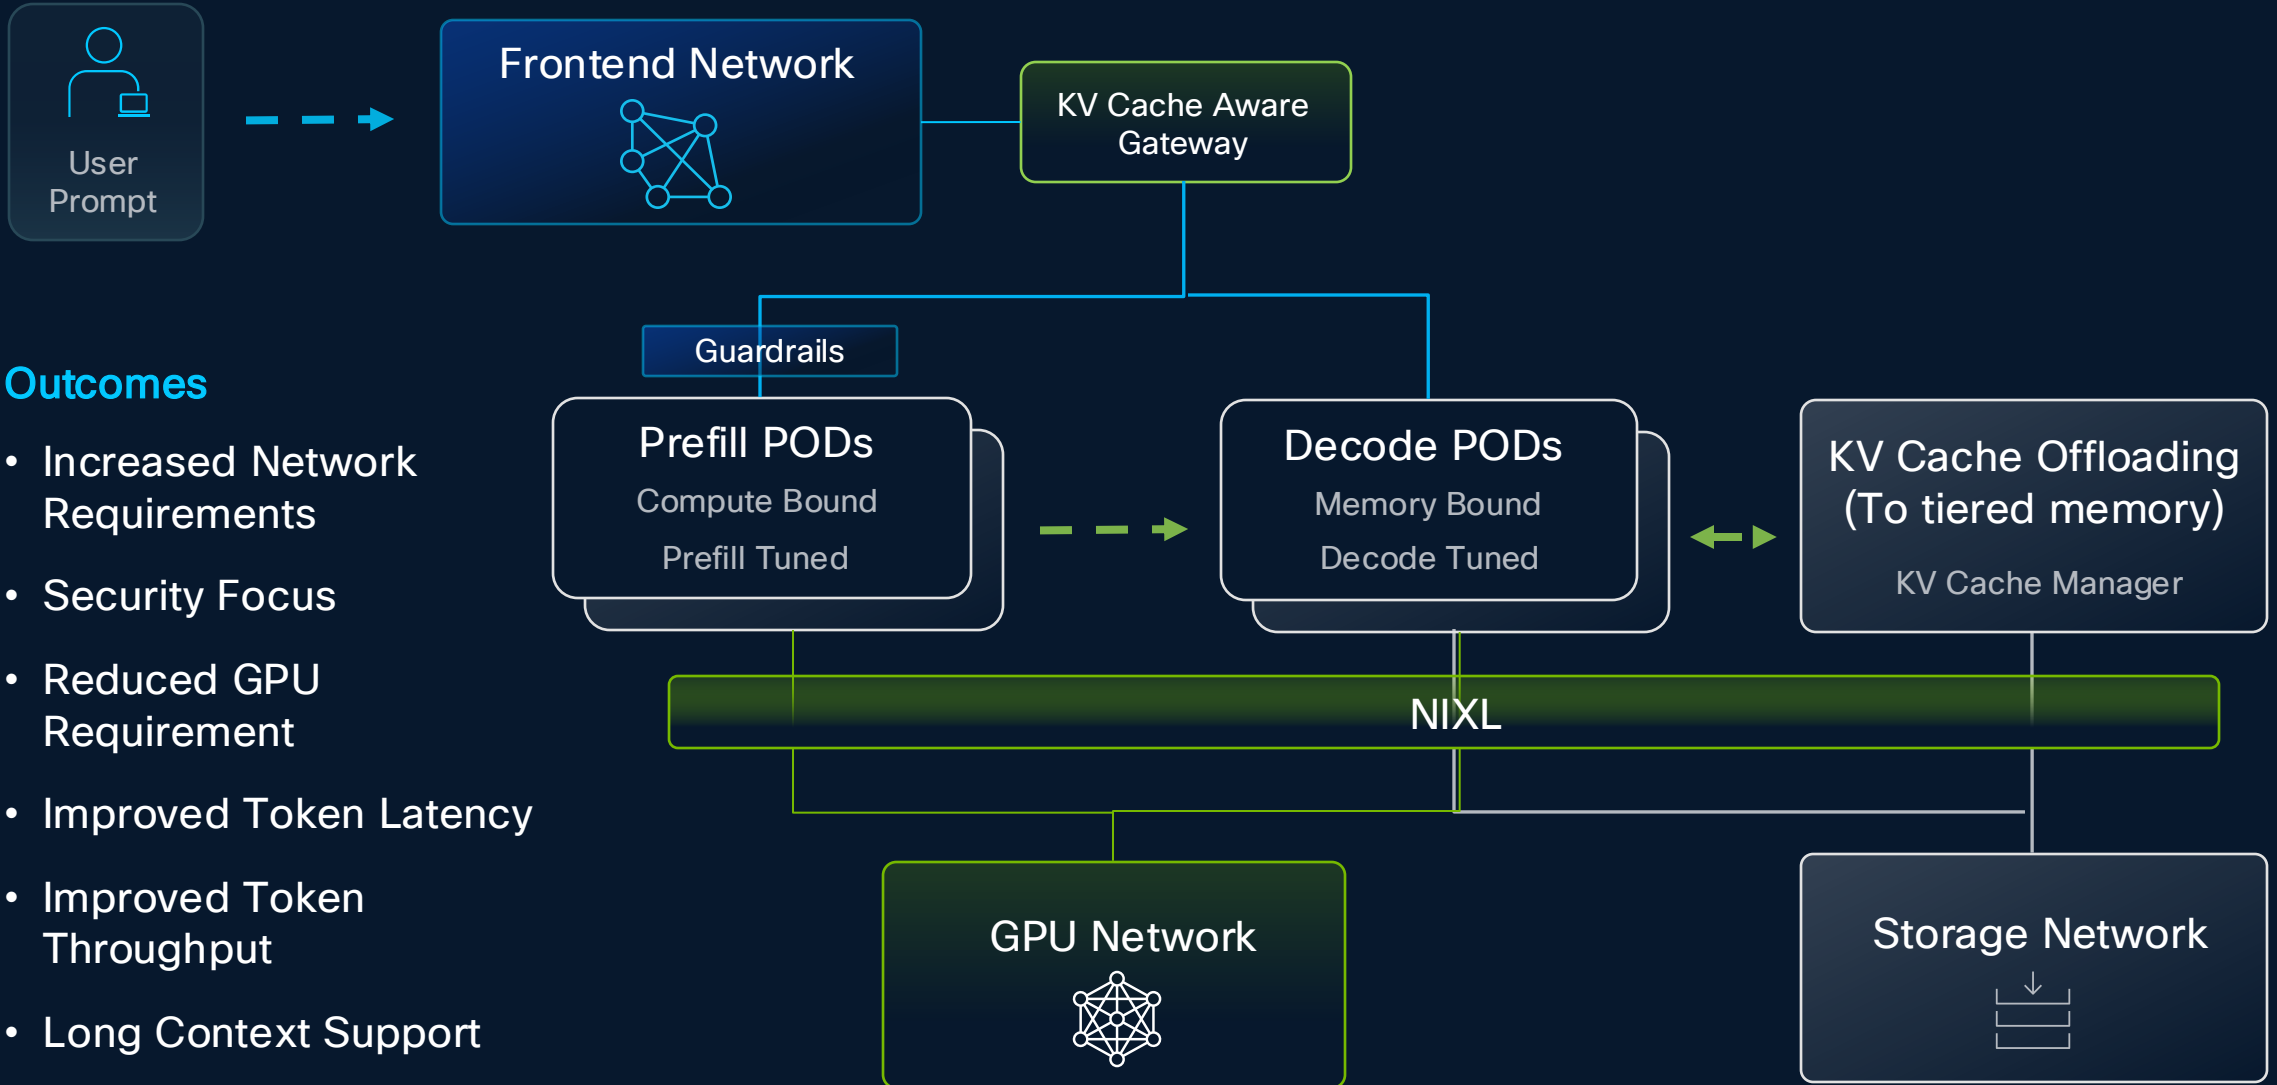 User
Prompt
Frontend Network
KV Cache Aware
Gateway
Guardrails
Outcomes
• Increased Network
Requirements
• Security Focus
• Reduced GPU
Requirement
• Improved Token Latency
• Improved Token
Throughput
• Long Context Support
Prefill PODs
Compute Bound
Prefill Tuned
Decode PODs
Memory Bound
Decode Tuned
KV Cache Offloading
(To tiered memory)
KV Cache Manager
NIXL
GPU Network
Storage Network